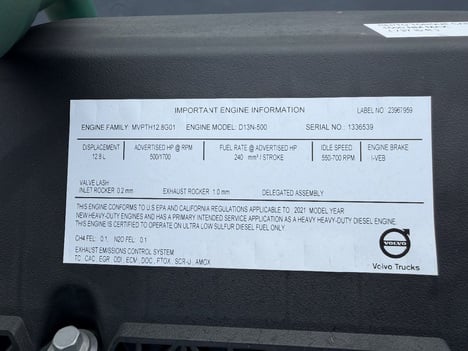 IMPORTANT ENGINE INFORMATION
LABEL NO 23967959
ENGINE FAMILY: MVPTH12.8G01 ENGINE MODEL: D13N-500 SERIAL NO.: 1336539
DISPLACEMENT ADVERTISED HP @ RPM FUEL RATE @ ADVERTISED HP IDLE SPEED ENGINE BRAKE
12.8 L 500/1700 240 mm³ / STROKE 550-700 RPM I-VEB
VALVE LASH
INLET ROCKER 0.2 mm EXHAUST ROCKER 1.0 mm DELEGATED ASSEMBLY
THIS ENGINE CONFORMS TO U.S EPA AND CALIFORNIA REGULATIONS APPLICABLE TO 2021 MODEL YEAR
NEW HEAVY-DUTY ENGINES AND HAS A PRIMARY INTENDED SERVICE APPLICATION AS A HEAVY HEAVY-DUTY DIESEL ENGINE.
THIS ENGINE IS CERTIFIED TO OPERATE ON ULTRA LOW SULFUR DIESEL FUEL ONLY.
CH4 FEL: 0.1 N2O FEL: 0.1
EXHAUST EMISSIONS CONTROL SYSTEM
TC, CAC, EGR, DDI, ECM, DOC, PTOX, SCR-U, AMOX
VOLVO
Volvo Trucks